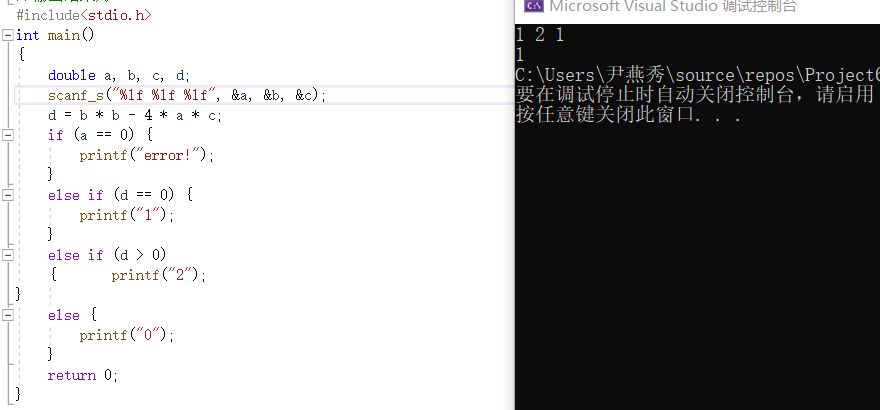 #include<stdio.h>
int main()
{
double a, b, c, d;
scanf_s("%lf %lf %lf", &a, &b, &c);
d = b * b - 4 * a * c;
if (a == 0) {
printf("error!");
}
else if (d == 0) {
printf("1");
}
else if (d > 0)
{ printf("2");
}
else {
printf("0");
}
return 0;
}
Microsoft Visual Studio 调试控制台
1 2 1
1
C:\Users\尹燕秀\source\repos\Project6
要在调试停止时自动关闭控制台，请启用
按任意键关闭此窗口. . .